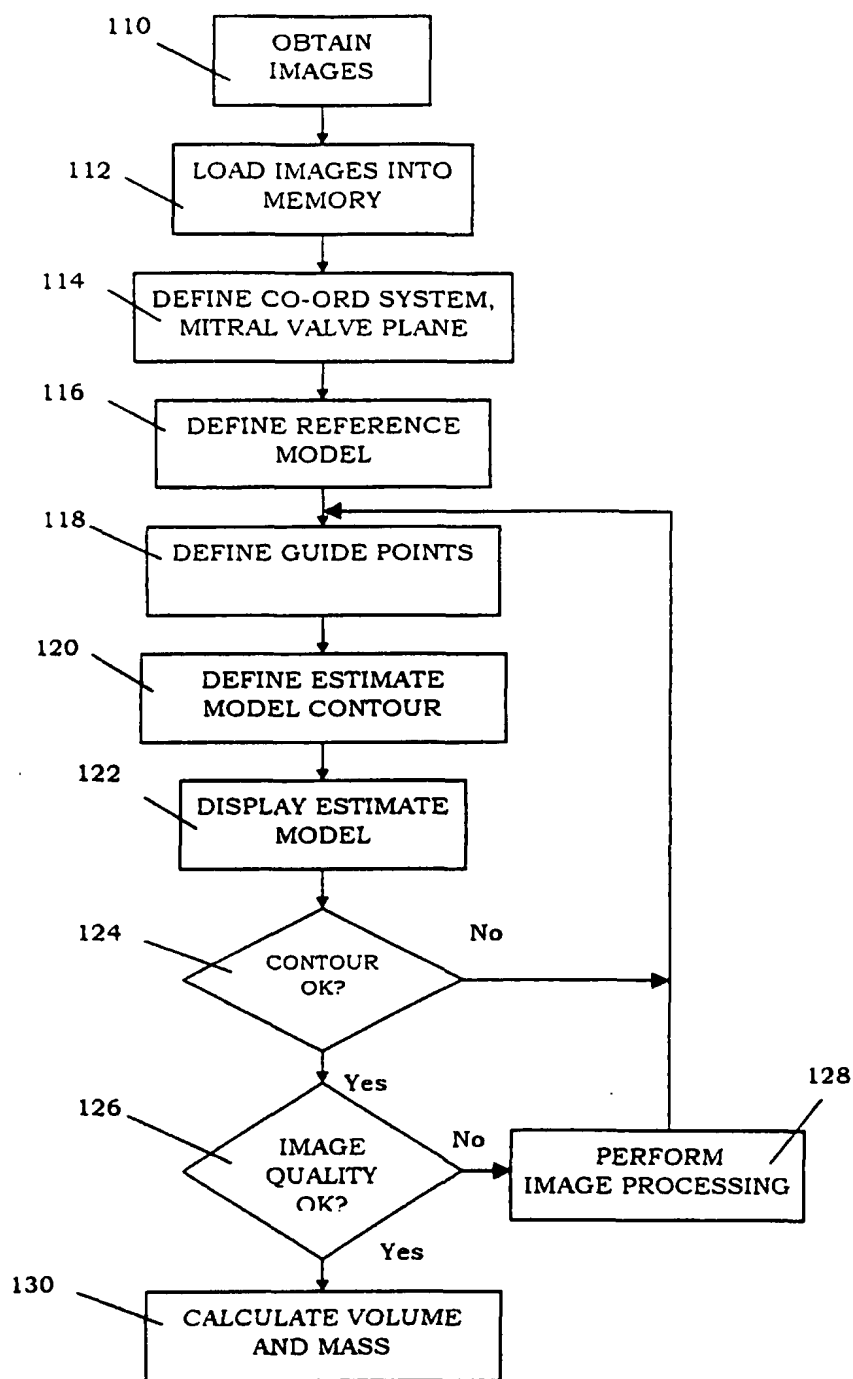 110
OBTAIN
IMAGES
112
LOAD IMAGES INTO
MEMORY
114
DEFINE CO-ORD SYSTEM,
MITRAL VALVE PLANE
116
DEFINE REFERENCE
MODEL
118
DEFINE GUIDE POINTS
120
DEFINE ESTIMATE
MODEL CONTOUR
122
DISPLAY ESTIMATE
MODEL
124
CONTOUR
OK?
No
Yes
126
IMAGE
QUALITY
OK?
No
128
PERFORM
IMAGE PROCESSING
Yes
130
CALCULATE VOLUME
AND MASS